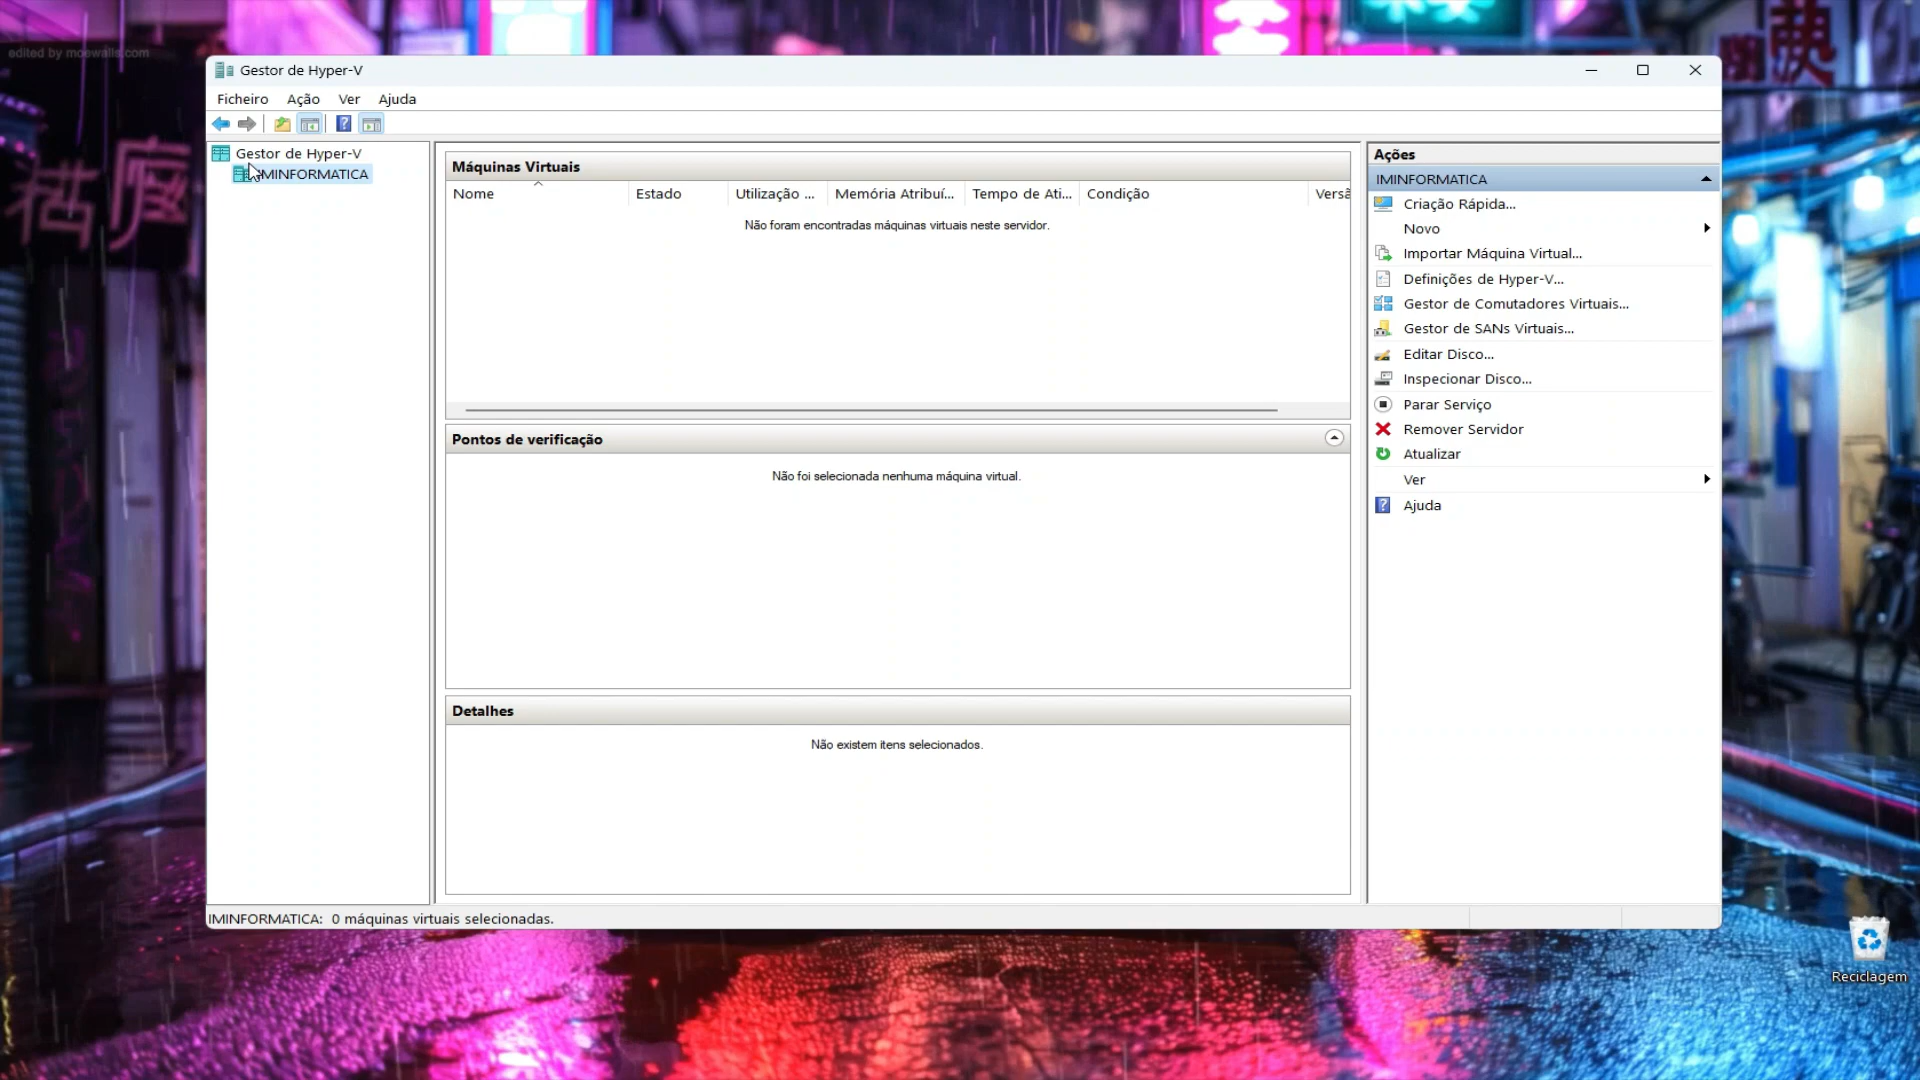 edited by moewalls.com
Gestor de Hyper-V
Ficheiro Ação Ver Ajuda
Gestor de Hyper-V
IMINFORMATICA
Máquinas Virtuais
Nome Estado Utilização ... Memória Atribuí... Tempo de Ati... Condição Versã
Não foram encontradas máquinas virtuais neste servidor.
Pontos de verificação
Não foi selecionada nenhuma máquina virtual.
Detalhes
Não existem itens selecionados.
Ações
IMINFORMATICA
Criação Rápida...
Novo
Importar Máquina Virtual...
Definições de Hyper-V...
Gestor de Comutadores Virtuais...
Gestor de SANs Virtuais...
Editar Disco...
Inspecionar Disco...
Parar Serviço
Remover Servidor
Atualizar
Ver
Ajuda
IMINFORMATICA: 0 máquinas virtuais selecionadas.
Reciclagem